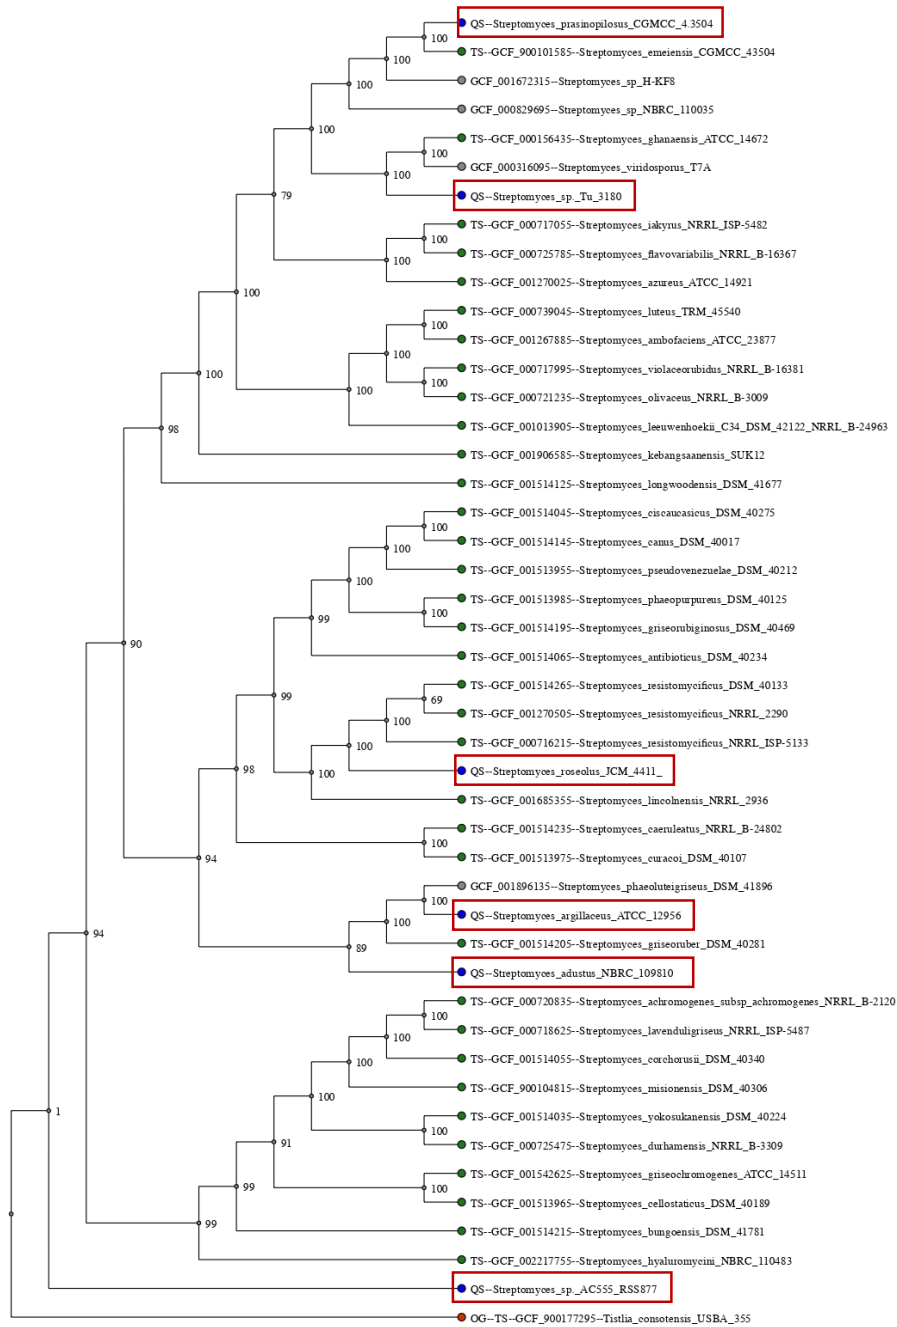 QS--Streptomyces_prasinopilosus_CGMCC_4.3504
100
TS--GCF_900101585--Streptomyces_emeiensis_CGMCC_43504
100
GCF_001672315--Streptomyces_sp_H-KF8
100
GCF_000829695--Streptomyces_sp_NBRC_110035
100
TS--GCF_000156435--Streptomyces_ghanaensis_ATCC_14672
100
GCF_000316095--Streptomyces_viridosporus_T7A
100
79
QS--Streptomyces_sp._Tu_3180
TS--GCF_000717055--Streptomyces_iakyrus_NRRL_ISP-5482
100
TS--GCF_000725785--Streptomyces_flavovariabilis_NRRL_B-16367
100
TS--GCF_001270025--Streptomyces_azureus_ATCC_14921
100
TS--GCF_000739045--Streptomyces_luteus_TRM_45540
100
TS--GCF_001267885--Streptomyces_ambofaciens_ATCC_23877
100
TS--GCF_000717995--Streptomyces_violaceorubidus_NRRL_B-16381
100
100
TS--GCF_000721235--Streptomyces_olivaceus_NRRL_B-3009
100
TS--GCF_001013905--Streptomyces_leeuwenhoekii_C34_DSM_42122_NRRL_B-24963
98
TS--GCF_001906585--Streptomyces_kebangsaanensis_SUK12
TS--GCF_001514125--Streptomyces_longwoodensis_DSM_41677
TS--GCF_001514045--Streptomyces_ciscaucasicus_DSM_40275
100
TS--GCF_001514145--Streptomyces_canus_DSM_40017
100
TS--GCF_001513955--Streptomyces_pseudovenezuelae_DSM_40212
100
TS--GCF_001513985--Streptomyces_phaeopurpureus_DSM_40125
100
99
TS--GCF_001514195--Streptomyces_griseorubiginosus_DSM_40469
90
TS--GCF_001514065--Streptomyces_antibioticus_DSM_40234
TS--GCF_001514265--Streptomyces_resistomycificus_DSM_40133
99
69
TS--GCF_001270505--Streptomyces_resistomycificus_NRRL_2290
100
TS--GCF_000716215--Streptomyces_resistomycificus_NRRL_ISP-5133
100
98
QS--Streptomyces_roseolus_JCM_4411_
100
TS--GCF_001685355--Streptomyces_lincolnensis_NRRL_2936
TS--GCF_001514235--Streptomyces_caeruleatus_NRRL_B-24802
100
TS--GCF_001513975--Streptomyces_curacoi_DSM_40107
94
GCF_001896135--Streptomyces_phaeoluteigriseus_DSM_41896
100
QS--Streptomyces_argillaceus_ATCC_12956
100
94
TS--GCF_001514205--Streptomyces_griseoruber_DSM_40281
89
QS--Streptomyces_adustus_NBRC_109810
TS--GCF_000720835--Streptomyces_achromogenes_subsp_achromogenes_NRRL_B-2120
100
TS--GCF_000718625--Streptomyces_lavenduligriseus_NRRL_ISP-5487
100
TS--GCF_001514055--Streptomyces_corchorusii_DSM_40340
100
TS--GCF_900104815--Streptomyces_misionensis_DSM_40306
100
1
TS--GCF_001514035--Streptomyces_yokosukanensis_DSM_40224
100
91
TS--GCF_000725475--Streptomyces_durhamensis_NRRL_B-3309
TS--GCF_001542625--Streptomyces_griseochromogenes_ATCC_14511
99
100
TS--GCF_001513965--Streptomyces_cellostaticus_DSM_40189
99
TS--GCF_001514215--Streptomyces_bungoensis_DSM_41781
TS--GCF_002217755--Streptomyces_hyaluromycini_NBRC_110483
QS--Streptomyces_sp._AC555_RSS877
OG--TS--GCF_900177295--Tistlia_consotensis_USBA_355